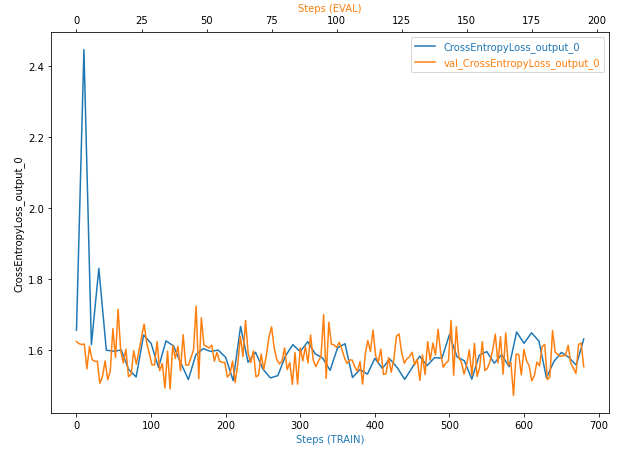 Steps (EVAL)
0 25 50 75 100 125 150 175 200
CrossEntropyLoss_output_0
val_CrossEntropyLoss_output_0
CrossEntropyLoss_output_0
2.4
2.2
2.0
1.8
1.6
0 100 200 300 400 500 600 700
Steps (TRAIN)